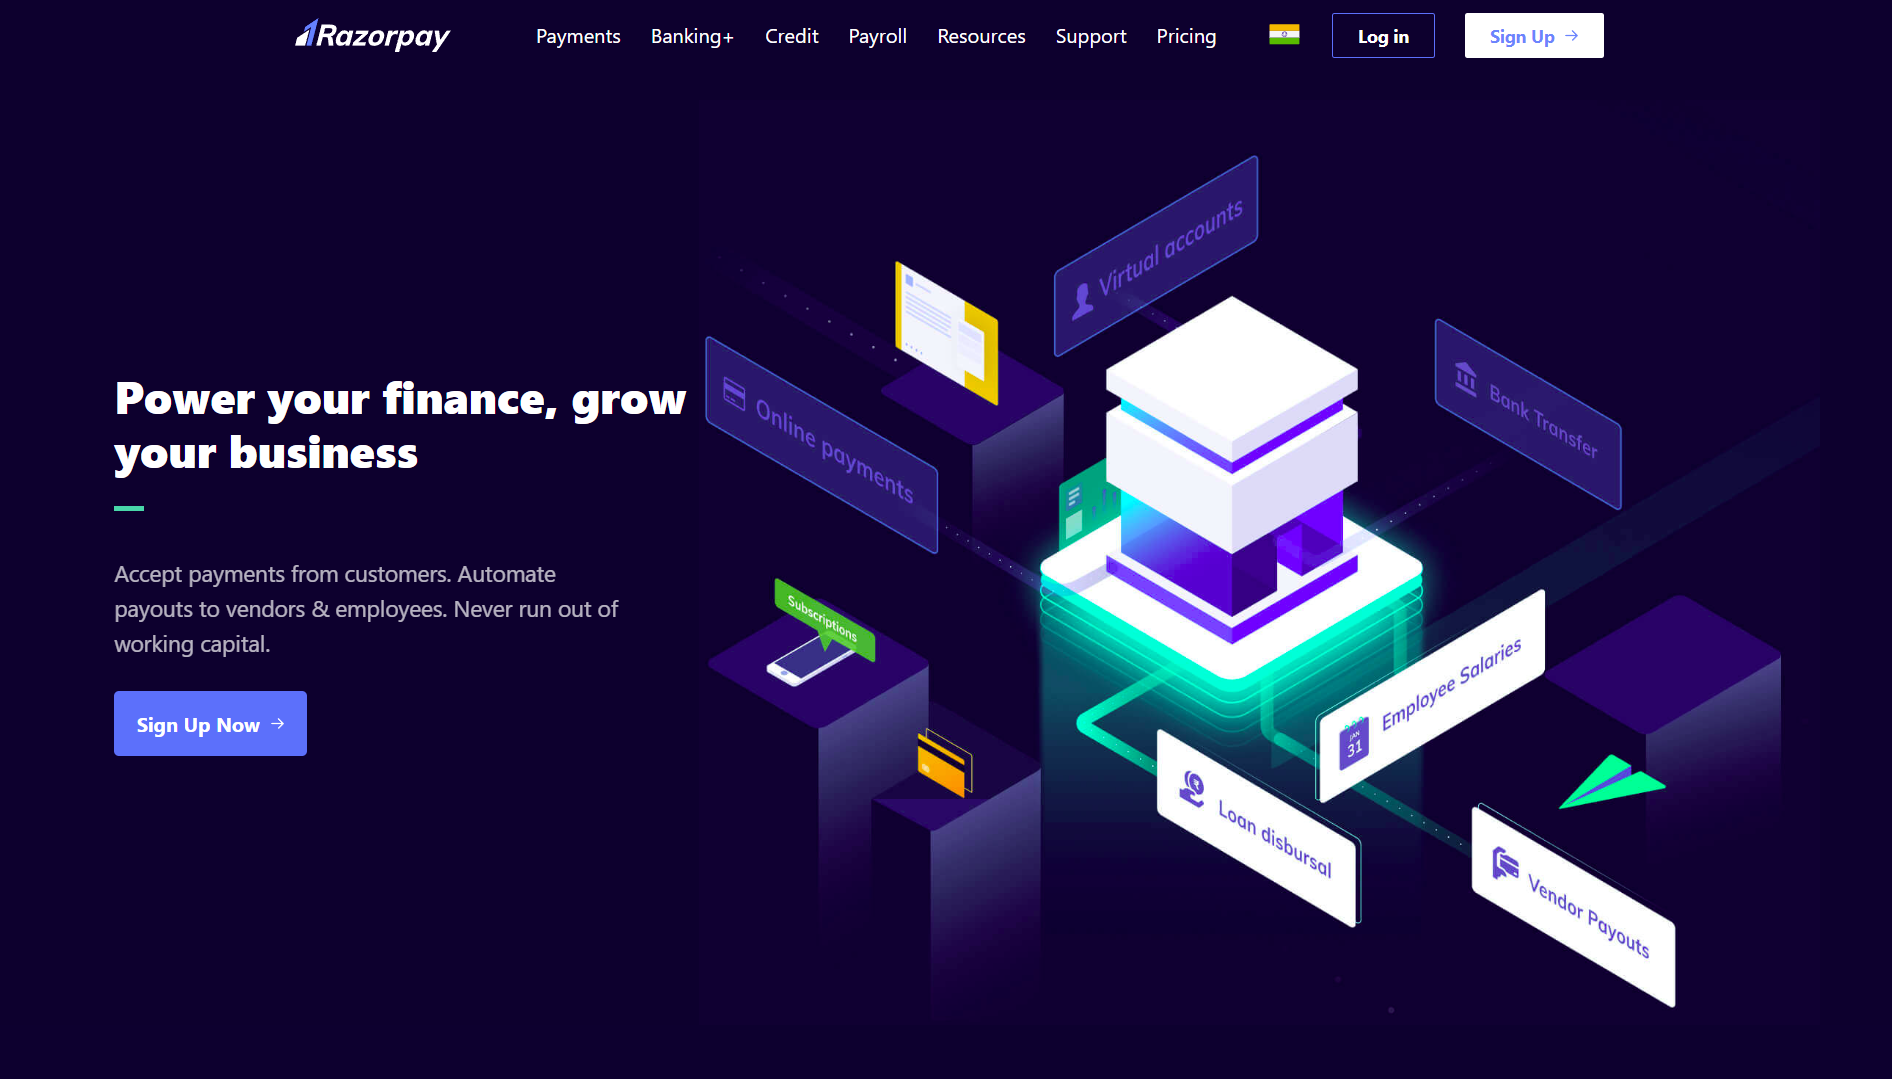 Razorpay
Payments
Banking+
Credit
Payroll
Resources
Support
Pricing
Log in
Sign Up
Virtual accounts
Bank Transfer
Online payments
Power your finance, grow
your business
Accept payments from customers. Automate
payouts to vendors & employees. Never run out of
working capital.
Sign Up Now
Subscriptions
Employee Salaries
JAN
31
Loan disbursal
Vendor Payouts